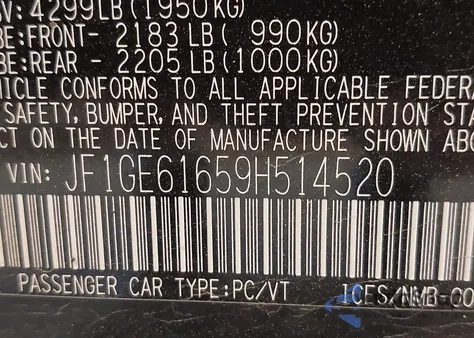 V: 4299LB (1950KG)
BE:FRONT- 2183 LB ( 990KG)
BE:REAR - 2205 LB (1000KG)
ICLE CONFORMS TO ALL APPLICABLE FEDERA
SAFETY, BUMPER, AND THEFT PREVENTION STA
CT ON THE DATE OF MANUFACTURE SHOWN ABO
VIN: JF1GE61659H514520
PASSENGER CAR TYPE:PC/VT ICES/NMB-00